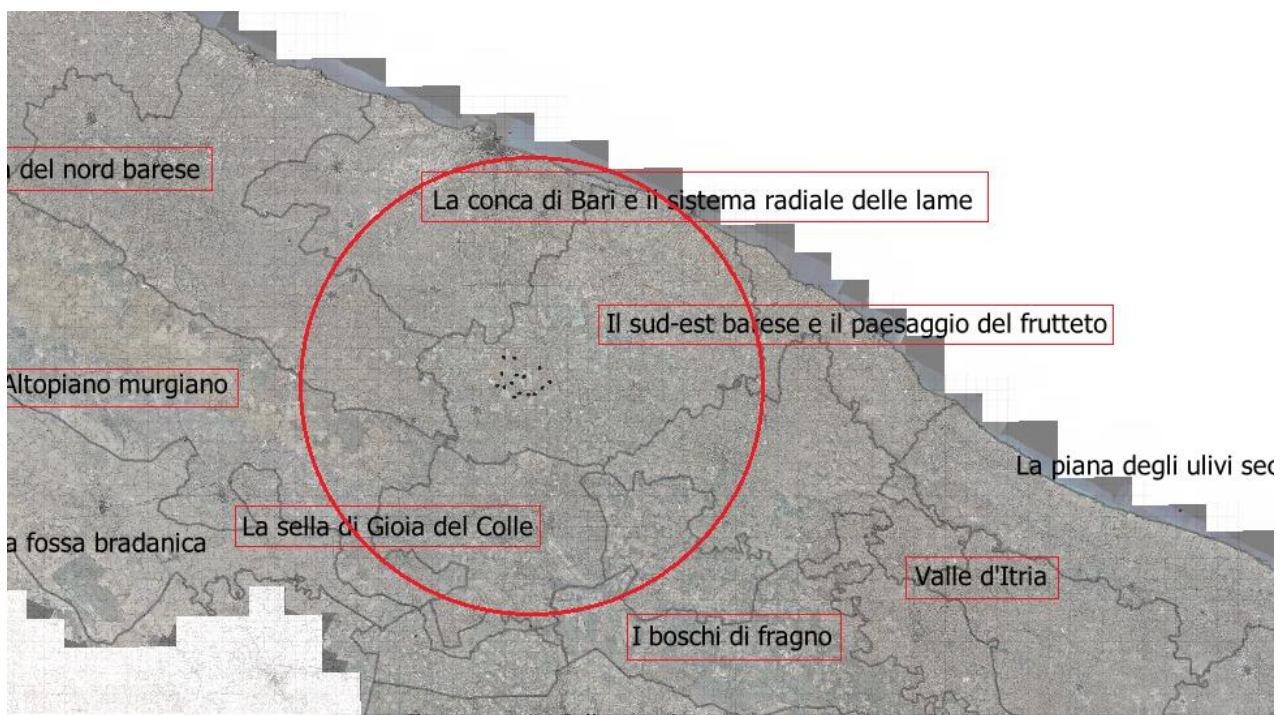 del nord barese
La conca di Bari e il sistema radiale delle lame
Il sud-est barese e il paesaggio del frutteto
Altopiano murgiano
La piana degli ulivi sec
La sella di Gioia del Colle
a fossa bradanica
Valle d'Itria
I boschi di fragno